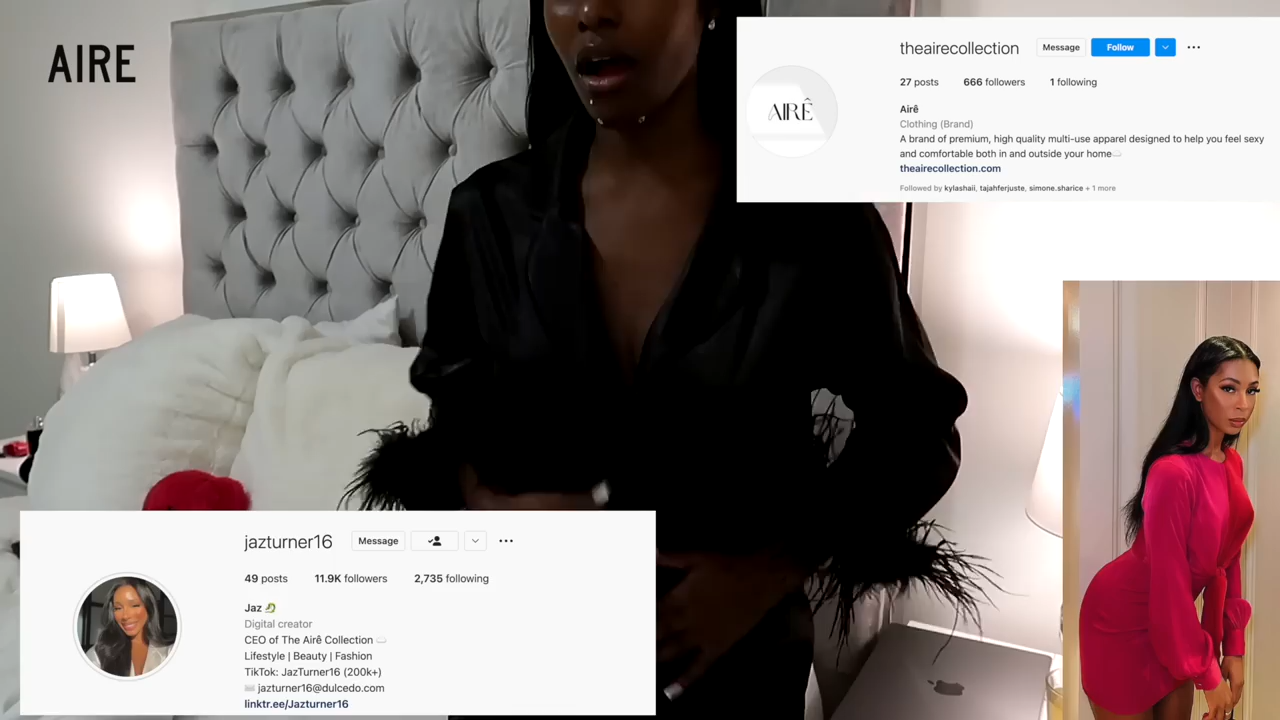 AIRE
theairecollection Message Follow
27 posts 666 followers 1 following
AIRÊ
Airê
Clothing (Brand)
A brand of premium, high quality multi-use apparel designed to help you feel sexy
and comfortable both in and outside your home
theairecollection.com
Followed by kylashaii, tajahferjuste, simone.sharice + 1 more
jazturner16 Message
49 posts 11.9K followers 2,735 following
Jaz
Digital creator
CEO of The Airê Collection
Lifestyle | Beauty | Fashion
TikTok: JazTurner16 (200k+)
jazturner16@dulcedo.com
linktr.ee/Jazturner16